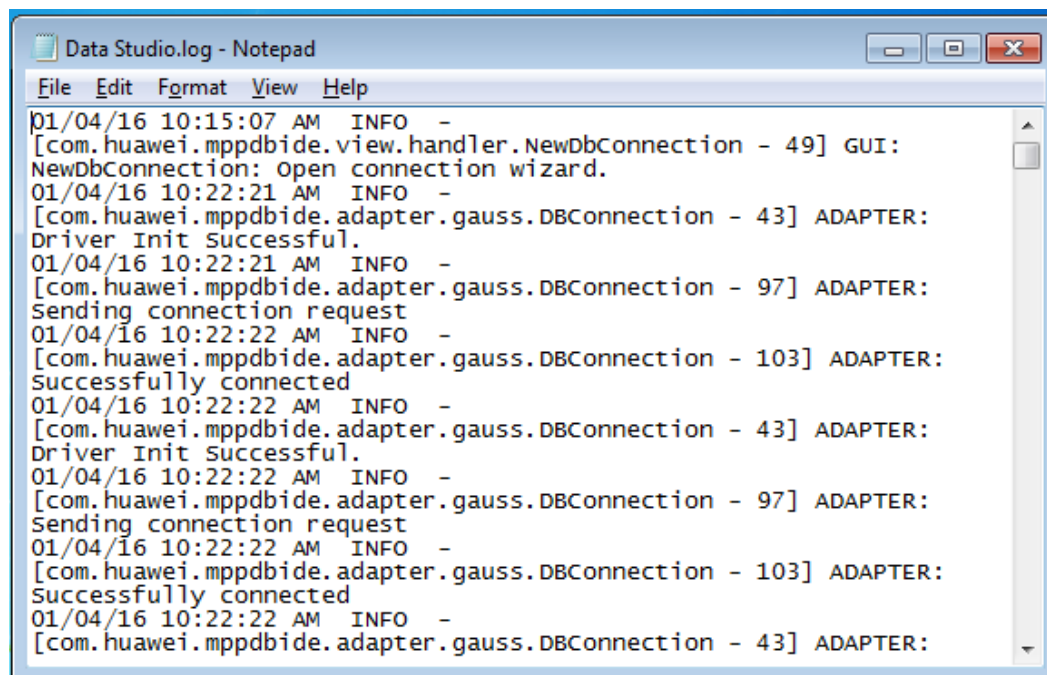 Data Studio.log - Notepad
File Edit Format View Help
01/04/16 10:15:07 AM  INFO  -
[com.huawei.mppdbide.view.handler.NewDbConnection - 49] GUI:
NewDbConnection: Open connection wizard.
01/04/16 10:22:21 AM  INFO  -
[com.huawei.mppdbide.adapter.gauss.DBConnection - 43] ADAPTER:
Driver Init Successful.
01/04/16 10:22:21 AM  INFO  -
[com.huawei.mppdbide.adapter.gauss.DBConnection - 97] ADAPTER:
Sending connection request
01/04/16 10:22:22 AM  INFO  -
[com.huawei.mppdbide.adapter.gauss.DBConnection - 103] ADAPTER:
Successfully connected
01/04/16 10:22:22 AM  INFO  -
[com.huawei.mppdbide.adapter.gauss.DBConnection - 43] ADAPTER:
Driver Init Successful.
01/04/16 10:22:22 AM  INFO  -
[com.huawei.mppdbide.adapter.gauss.DBConnection - 97] ADAPTER:
Sending connection request
01/04/16 10:22:22 AM  INFO  -
[com.huawei.mppdbide.adapter.gauss.DBConnection - 103] ADAPTER:
Successfully connected
01/04/16 10:22:22 AM  INFO  -
[com.huawei.mppdbide.adapter.gauss.DBConnection - 43] ADAPTER: